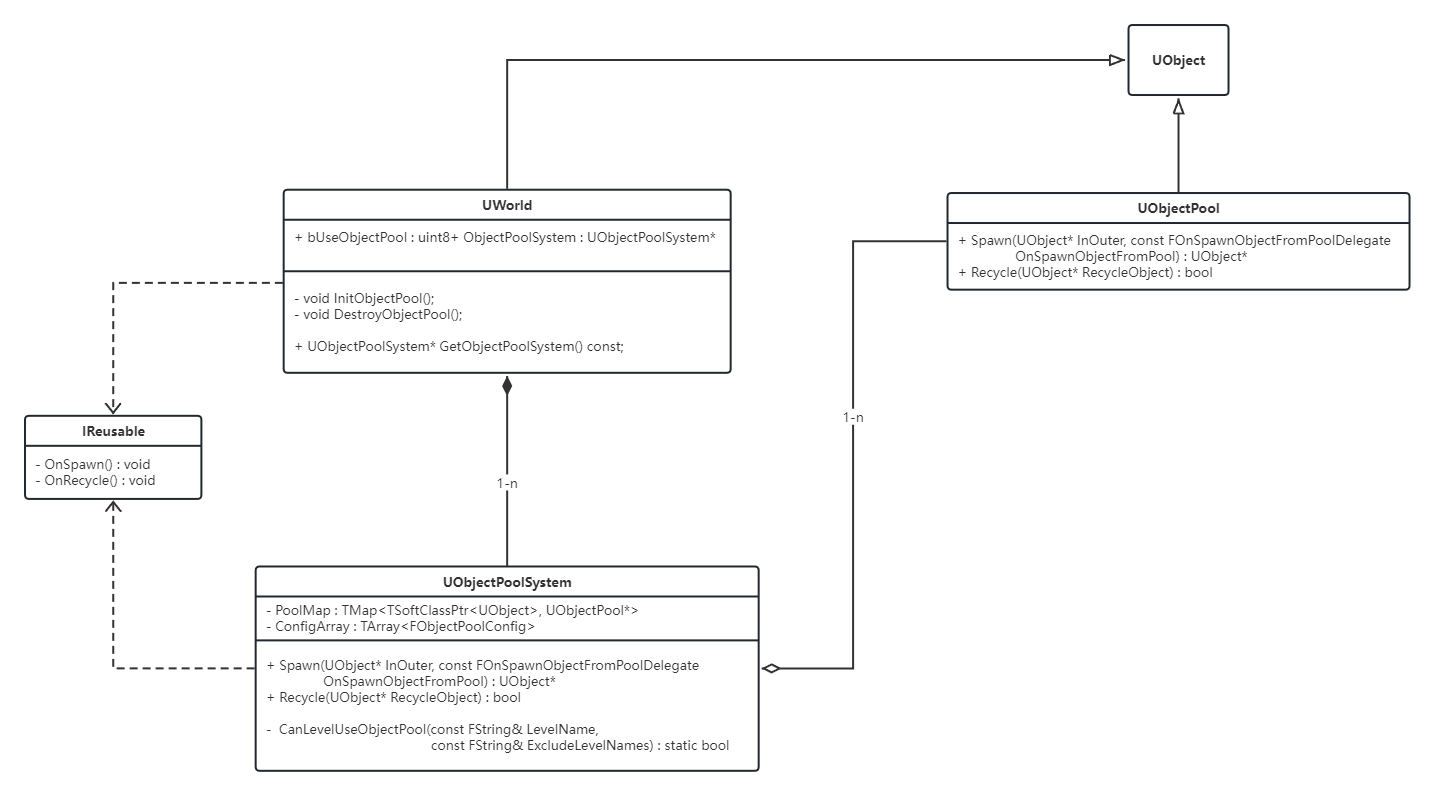 UObject
UWorld
+ bUseObjectPool : uint8+ ObjectPoolSystem : UObjectPoolSystem*
- void InitObjectPool();
- void DestroyObjectPool();
+ UObjectPoolSystem* GetObjectPoolSystem() const;
UObjectPool
+ Spawn(UObject* InOuter, const FOnSpawnObjectFromPoolDelegate
OnSpawnObjectFromPool) : UObject*
+ Recycle(UObject* RecycleObject) : bool
IReusable
- OnSpawn() : void
- OnRecycle() : void
1-n
1-n
UObjectPoolSystem
- PoolMap : TMap<TSoftClassPtr<UObject>, UObjectPool*>
- ConfigArray : TArray<FObjectPoolConfig>
+ Spawn(UObject* InOuter, const FOnSpawnObjectFromPoolDelegate
OnSpawnObjectFromPool) : UObject*
+ Recycle(UObject* RecycleObject) : bool
- CanLevelUseObjectPool(const FString& LevelName,
const FString& ExcludeLevelNames) : static bool